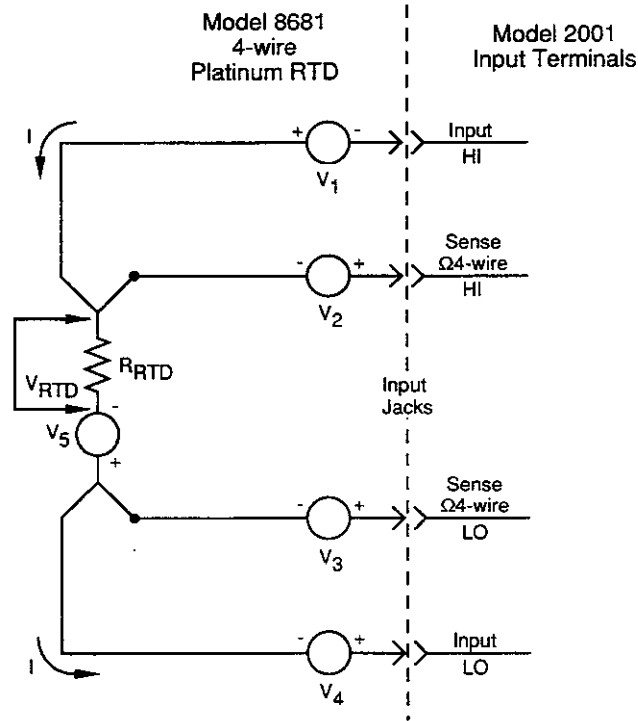 Model 8681
4-wire
Platinum RTD
Model 2001
Input Terminals
I
+ -
V1
Input
HI
- +
V2
Sense
Ω4-wire
HI
VRTD
RRTD
Input
Jacks
-
V5
+
- +
V3
Sense
Ω4-wire
LO
I
- +
V4
Input
LO